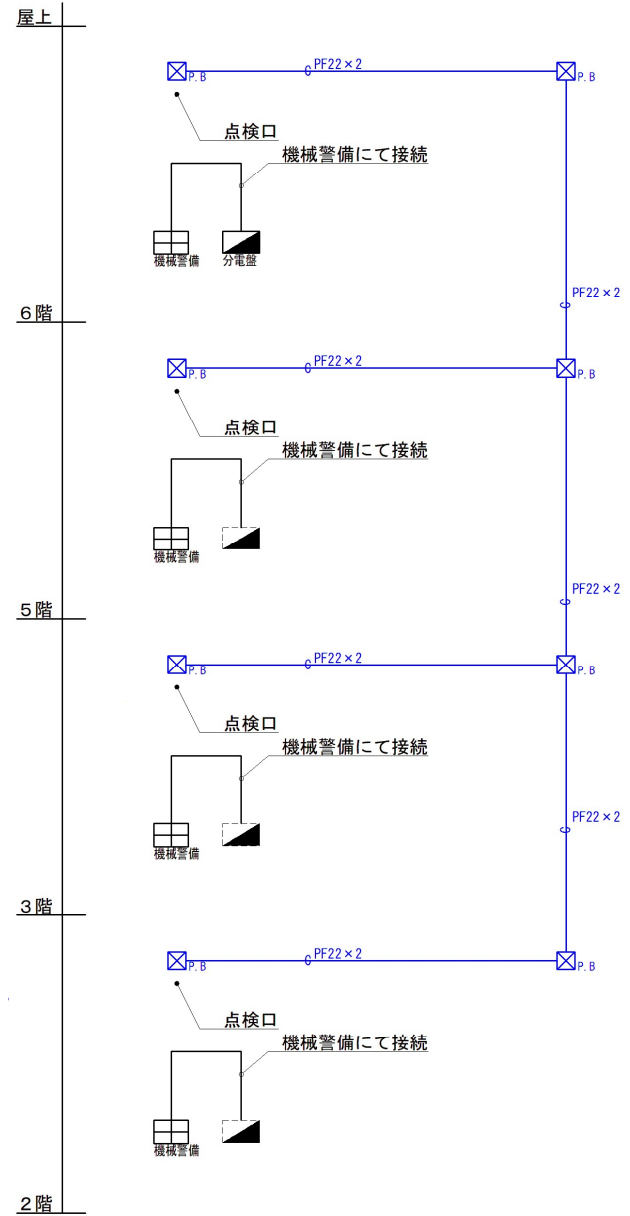 屋上
PF22×2
P.B
P.B
点検口
機械警備にて接続
機械警備
分電盤
PF22×2
6階
PF22×2
P.B
P.B
点検口
機械警備にて接続
機械警備
PF22×2
5階
PF22×2
P.B
P.B
点検口
機械警備にて接続
PF22×2
機械警備
3階
PF22×2
P.B
P.B
点検口
機械警備にて接続
機械警備
2階